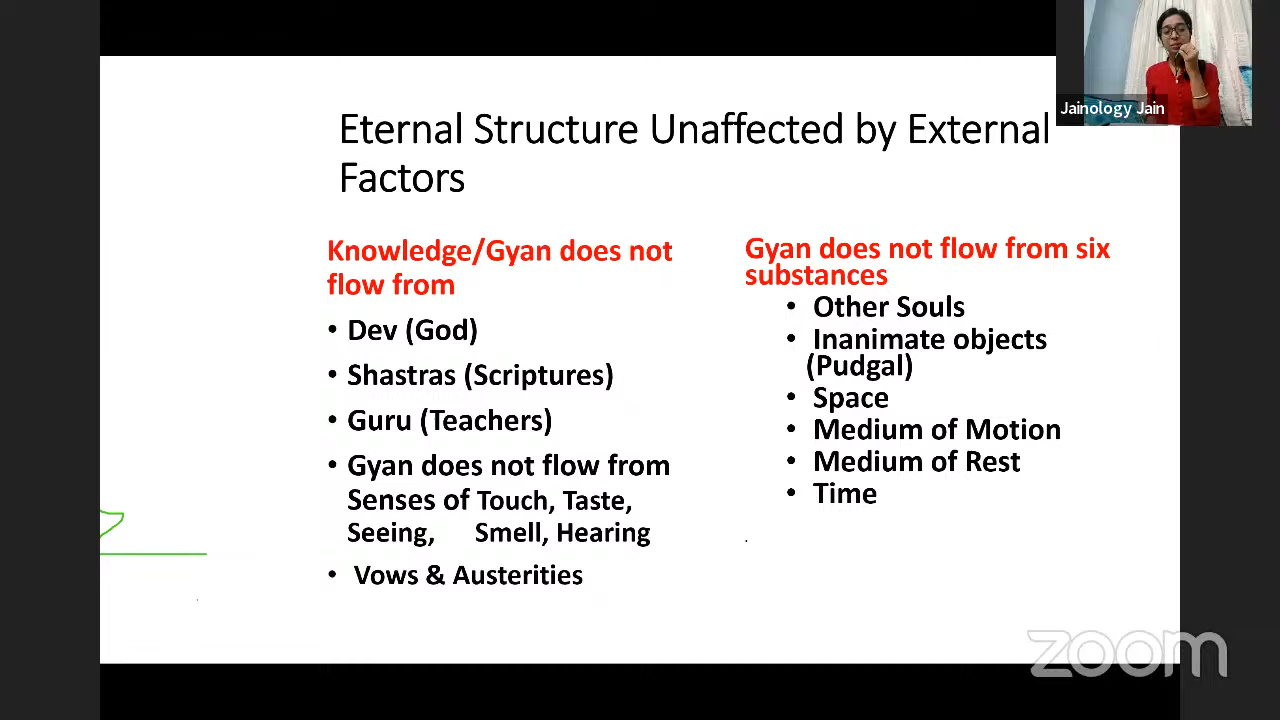 Jainology Jain
Eternal Structure Unaffected by External
Factors
Knowledge/Gyan does not
flow from
• Dev (God)
• Shastras (Scriptures)
• Guru (Teachers)
• Gyan does not flow from
Senses of Touch, Taste,
Seeing, Smell, Hearing
• Vows & Austerities
Gyan does not flow from six
substances
• Other Souls
• Inanimate objects
(Pudgal)
• Space
• Medium of Motion
• Medium of Rest
• Time
.
zoom